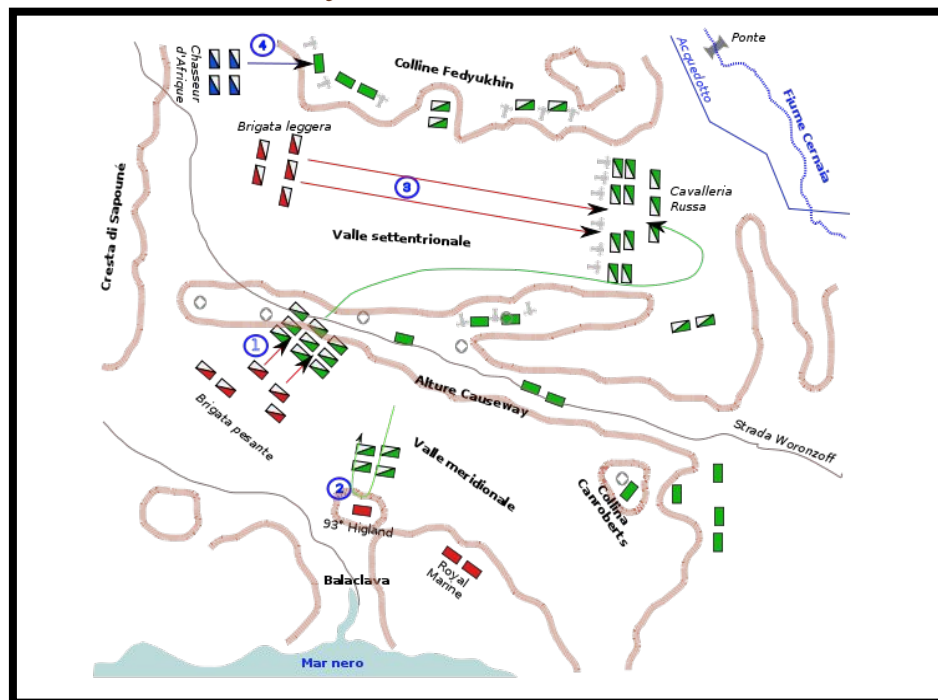 Ponte
Chasseur
d'Afrique
4
Colline Fedyukhin
Acquedotto
Fiume Cernaia
Brigata leggera
3
Cavalleria
Russa
Cresta di Sapouné
Valle settentrionale
1
Alture Causeway
Brigata pesante
Strada Woronzoff
Valle meridionale
2
93° Higland
Collina
Canroberts
Royal
Marine
Balaclava
Mar nero